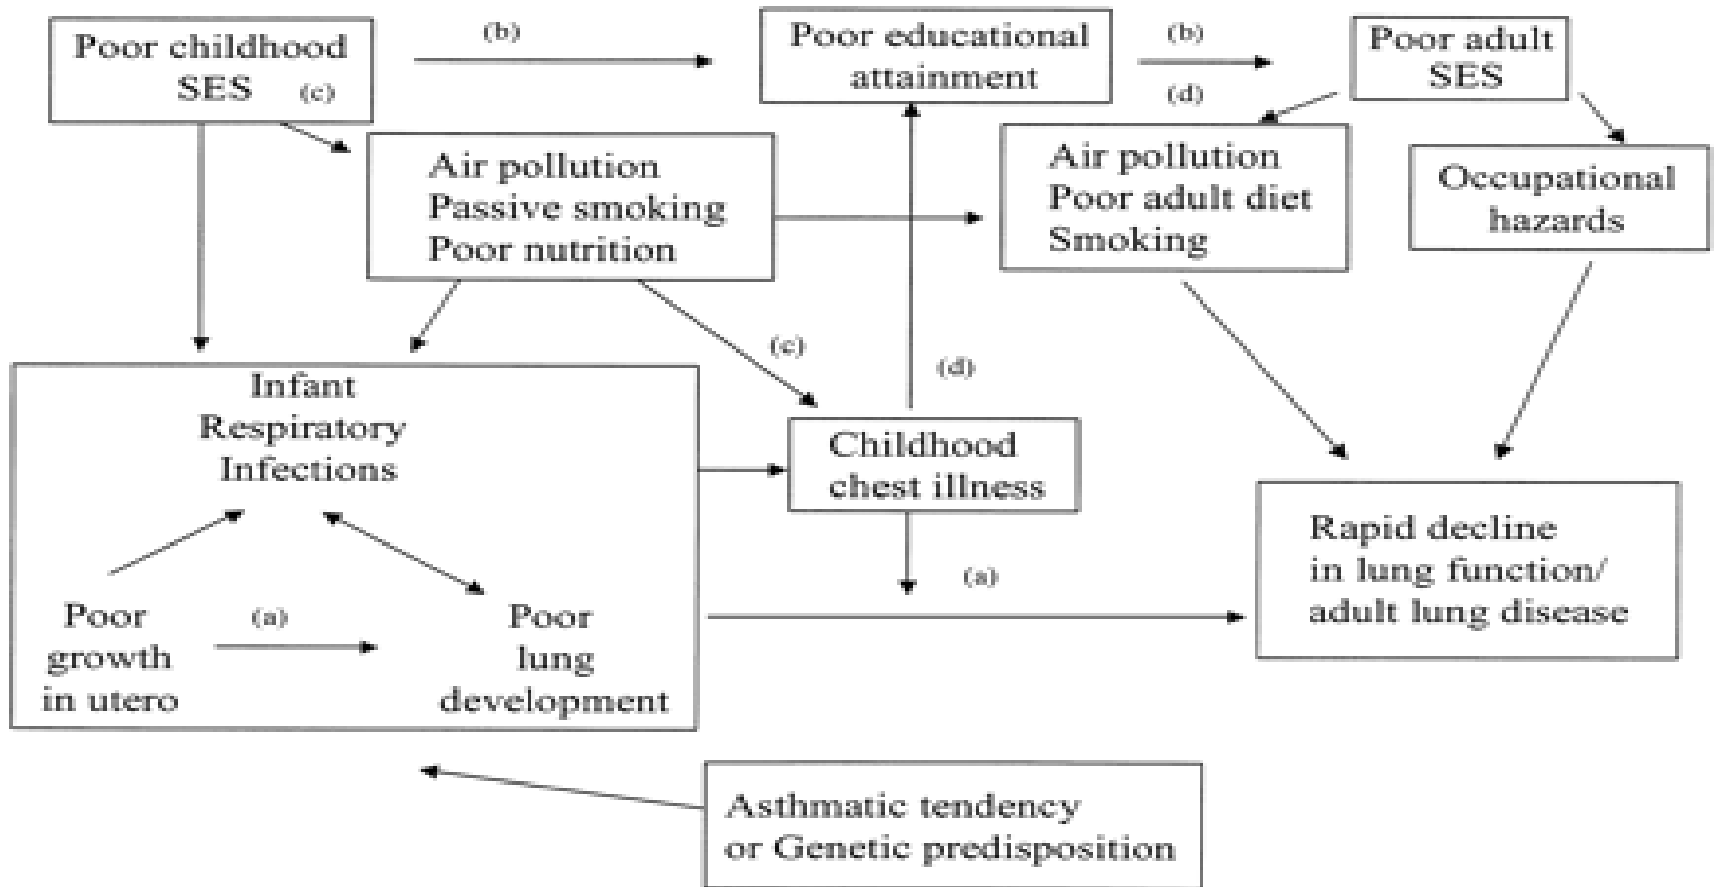 Poor childhood
SES
(c)
(b)
Poor educational
attainment
(b)
(d)
Poor adult
SES
Air pollution
Passive smoking
Poor nutrition
Air pollution
Poor adult diet
Smoking
Occupational
hazards
(c)
(d)
Infant
Respiratory
Infections
Childhood
chest illness
(a)
Poor
growth
in utero
(a)
Poor
lung
development
Rapid decline
in lung function/
adult lung disease
Asthmatic tendency
or Genetic predisposition